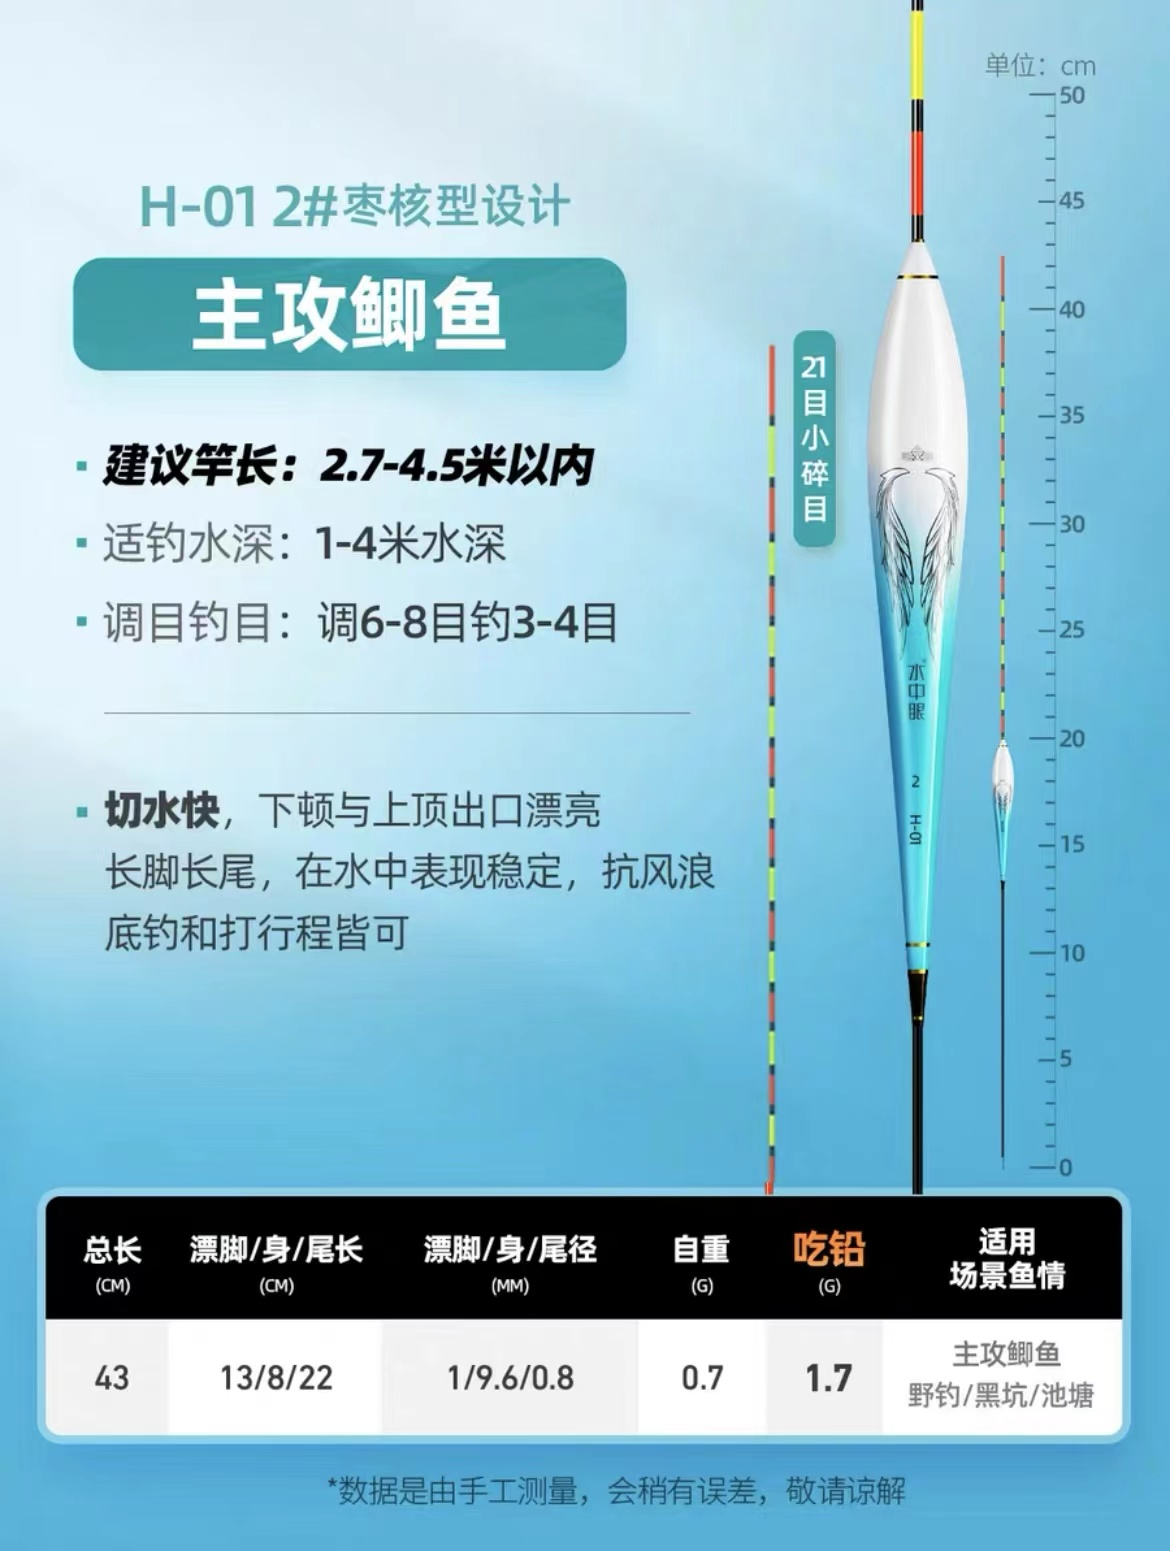 单位：cm
50
45
40
35
30
25
20
15
10
5
0
H-01 2#枣核型设计
主攻鲫鱼
21目小碎目
建议竿长：2.7-4.5米以内
适钓水深：1-4米水深
调目钓目：调6-8目钓3-4目
切水快，下顿与上顶出口漂亮
长脚长尾，在水中表现稳定，抗风浪
底钓和打行程皆可
水中眼
2
H-01
总长
(CM)
漂脚/身/尾长
(CM)
漂脚/身/尾径
(MM)
自重
(G)
吃铅
(G)
适用
场景鱼情
43
13/8/22
1/9.6/0.8
0.7
1.7
主攻鲫鱼
野钓/黑坑/池塘
*数据是由手工测量，会稍有误差，敬请谅解